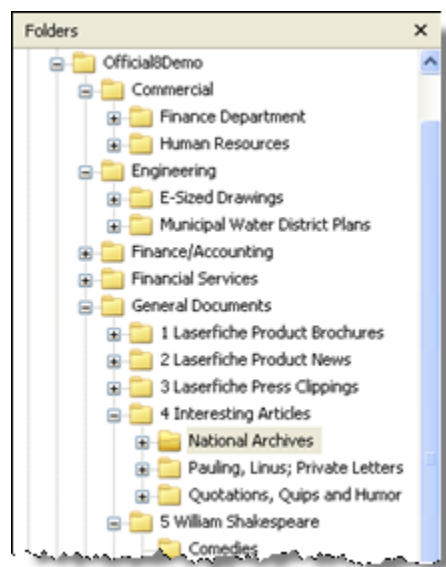 Folders
Official8Demo
Commercial
Finance Department
Human Resources
Engineering
E-Sized Drawings
Municipal Water District Plans
Finance/Accounting
Financial Services
General Documents
1 Laserfiche Product Brochures
2 Laserfiche Product News
3 Laserfiche Press Clippings
4 Interesting Articles
National Archives
Pauling, Linus; Private Letters
Quotations, Quips and Humor
5 William Shakespeare
Comedies